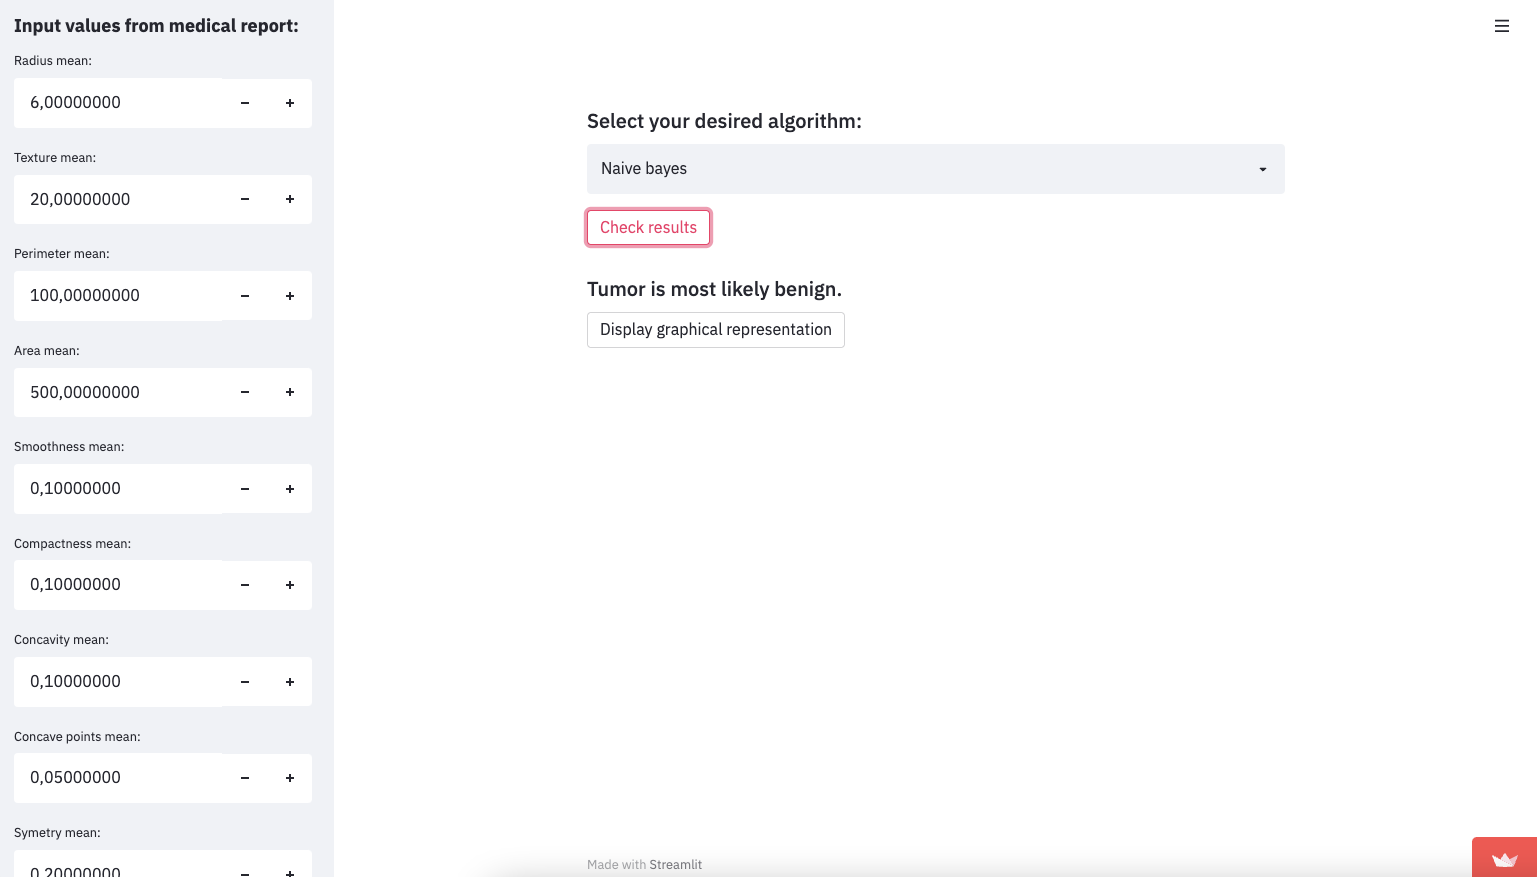 Input values from medical report:
Radius mean:
6,00000000
Texture mean:
20,00000000
Perimeter mean:
100,00000000
Area mean:
500,00000000
Smoothness mean:
0,10000000
Compactness mean:
0,10000000
Concavity mean:
0,10000000
Concave points mean:
0,05000000
Symetry mean:
0,20000000
Select your desired algorithm:
Naive bayes
Check results
Tumor is most likely benign.
Display graphical representation
Made with Streamlit